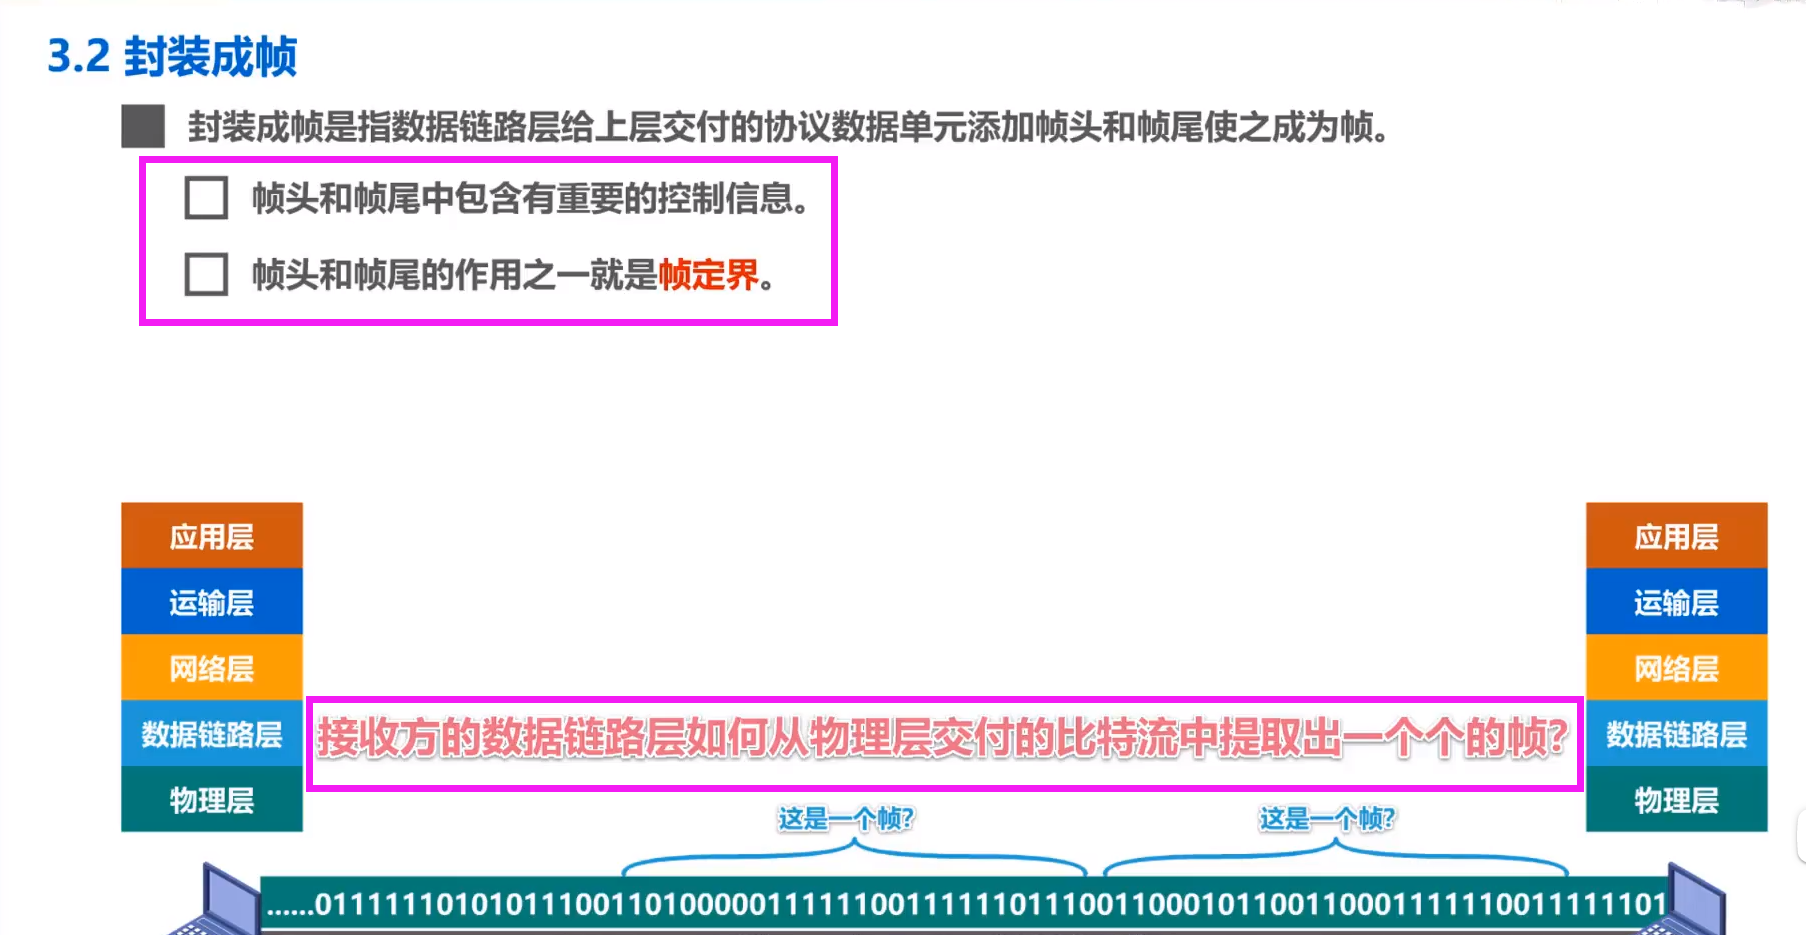 3.2 封装成帧
封装成帧是指数据链路层给上层交付的协议数据单元添加帧头和帧尾使之成为帧。
帧头和帧尾中包含有重要的控制信息。
帧头和帧尾的作用之一就是帧定界。
应用层
应用层
运输层
运输层
网络层
网络层
数据链路层
接收方的数据链路层如何从物理层交付的比特流中提取出一个个的帧?
数据链路层
物理层
物理层
这是一个帧?
这是一个帧?
......01111110101011100110100000111111001111110111001100010110011000111111001111101